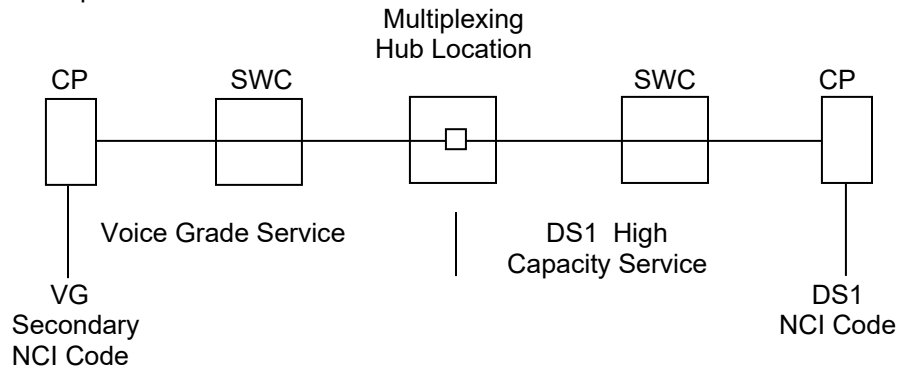 Multiplexing
Hub Location
CP
SWC
SWC
CP
Voice Grade Service
DS1 High
Capacity Service
VG
Secondary
NCI Code
DS1
NCI Code